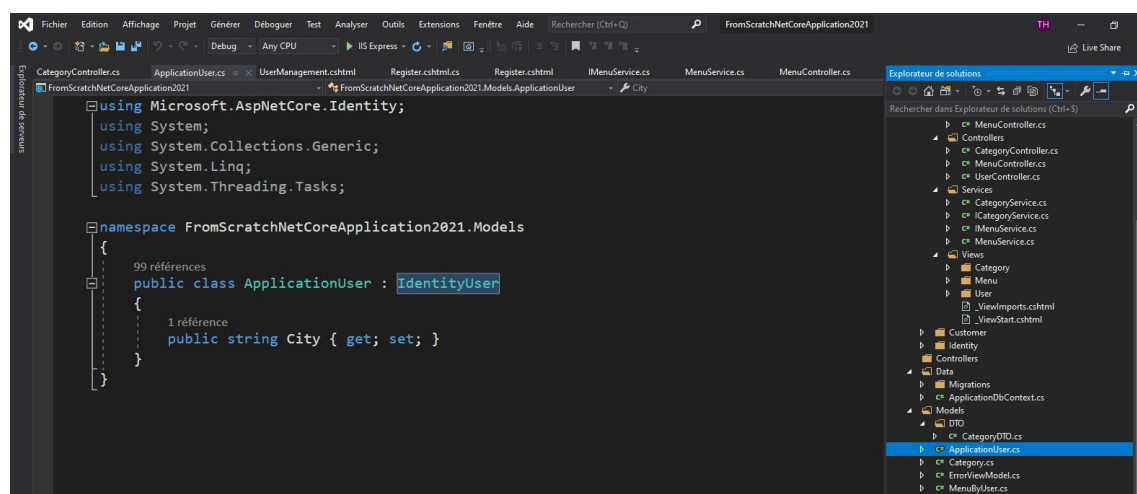 Fichier Edition Affichage Projet Générer Déboguer Test Analyser Outils Extensions Fenêtre Aide Rechercher (Ctrl+Q) FromScratchNetCoreApplication2021 TH
Debug Any CPU IIS Express Live Share
Explorateur de serveurs
CategoryController.cs ApplicationUser.cs UserManagement.cshtml Register.cshtml.cs Register.cshtml IMenuService.cs MenuService.cs MenuController.cs
FromScratchNetCoreApplication2021 FromScratchNetCoreApplication2021.Models.ApplicationUser City
using Microsoft.AspNetCore.Identity;
using System;
using System.Collections.Generic;
using System.Linq;
using System.Threading.Tasks;
namespace FromScratchNetCoreApplication2021.Models
{
99 références
public class ApplicationUser : IdentityUser
{
1 référence
public string City { get; set; }
}
}
Explorateur de solutions
Rechercher dans Explorateur de solutions (Ctrl+$)
C# MenuController.cs
Controllers
C# CategoryController.cs
C# MenuController.cs
C# UserController.cs
Services
C# CategoryService.cs
C# ICategoryService.cs
C# IMenuService.cs
C# MenuService.cs
Views
Category
Menu
User
_ViewImports.cshtml
_ViewStart.cshtml
Customer
Identity
Controllers
Data
Migrations
C# ApplicationDbContext.cs
Models
DTO
C# CategoryDTO.cs
C# ApplicationUser.cs
C# Category.cs
C# ErrorViewModel.cs
C# MenuByUser.cs